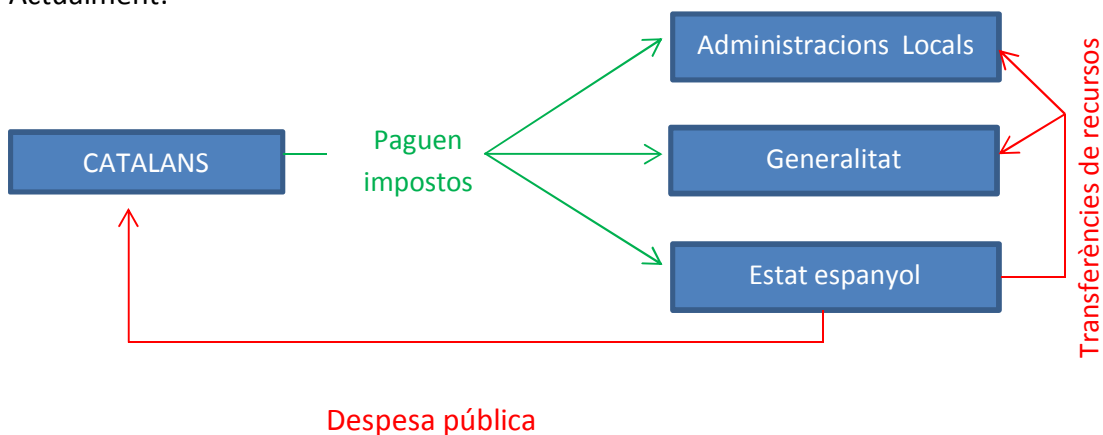 Actualment:
Administracions Locals
CATALANS
Paguen
impostos
Generalitat
Estat espanyol
Transferències de recursos
Despesa pública